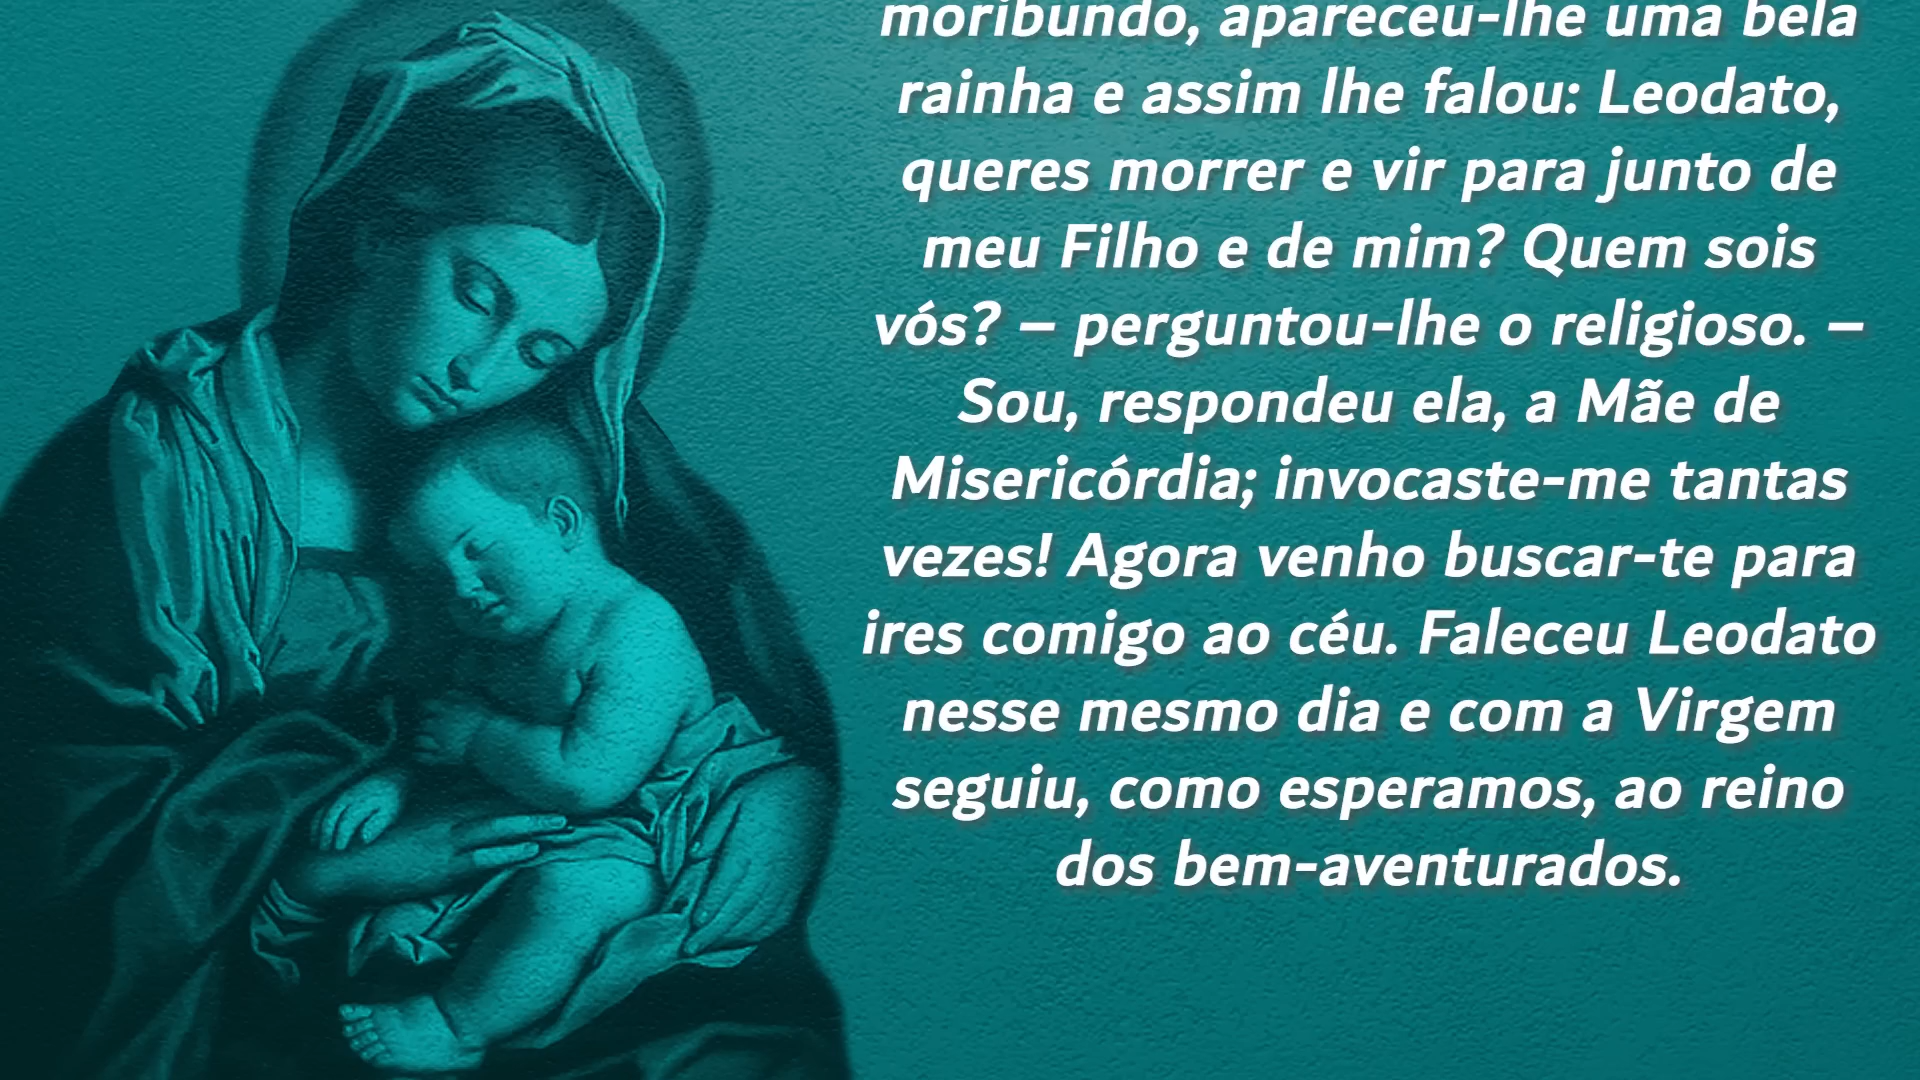 moribundo, apareceu-lhe uma bela
rainha e assim lhe falou: Leodato,
queres morrer e vir para junto de
meu Filho e de mim? Quem sois
vós? – perguntou-lhe o religioso. –
Sou, respondeu ela, a Mãe de
Misericórdia; invocaste-me tantas
vezes! Agora venho buscar-te para
ires comigo ao céu. Faleceu Leodato
nesse mesmo dia e com a Virgem
seguiu, como esperamos, ao reino
dos bem-aventurados.